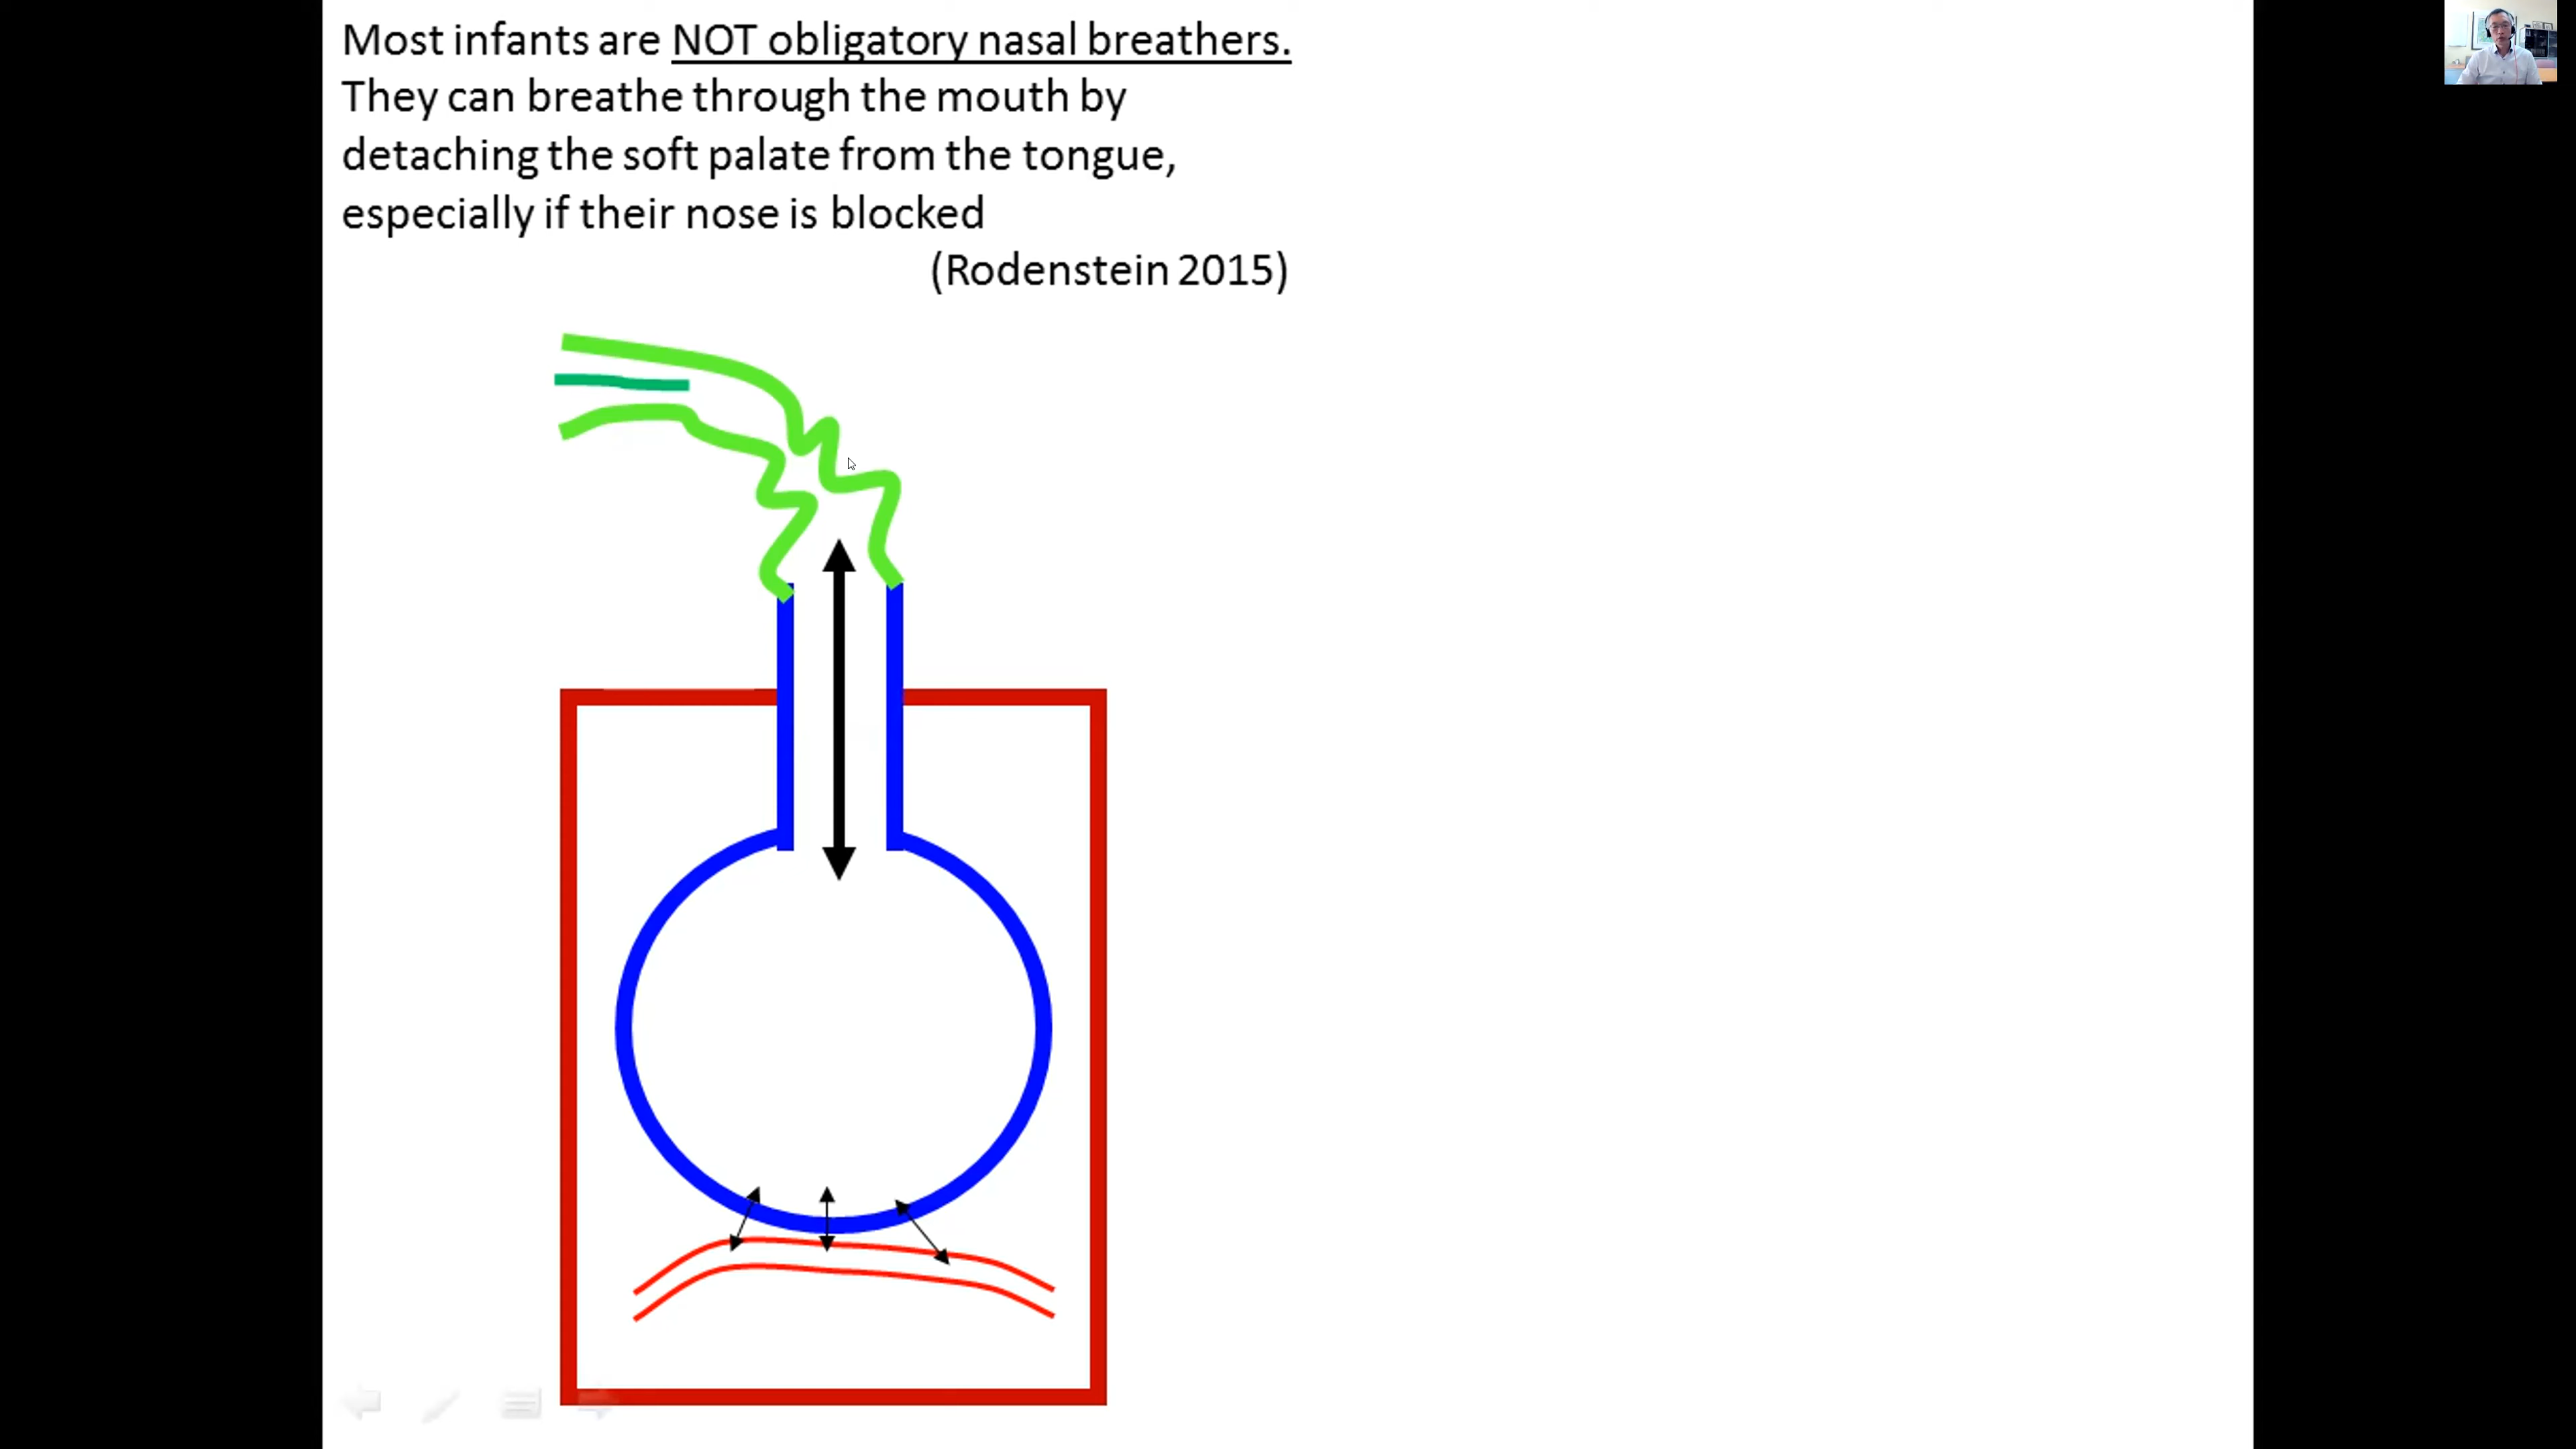 Most infants are NOT obligatory nasal breathers.
They can breathe through the mouth by
detaching the soft palate from the tongue,
especially if their nose is blocked
(Rodenstein 2015)